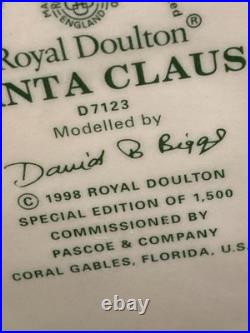 ENGLAND
Royal Doulton®
NTA CLAUS
D7123
Modelled by
David B Biggs
© 1998 ROYAL DOULTON
SPECIAL EDITION OF 1,500
COMMISSIONED BY
PASCOE & COMPANY
CORAL GABLES, FLORIDA, U.S.